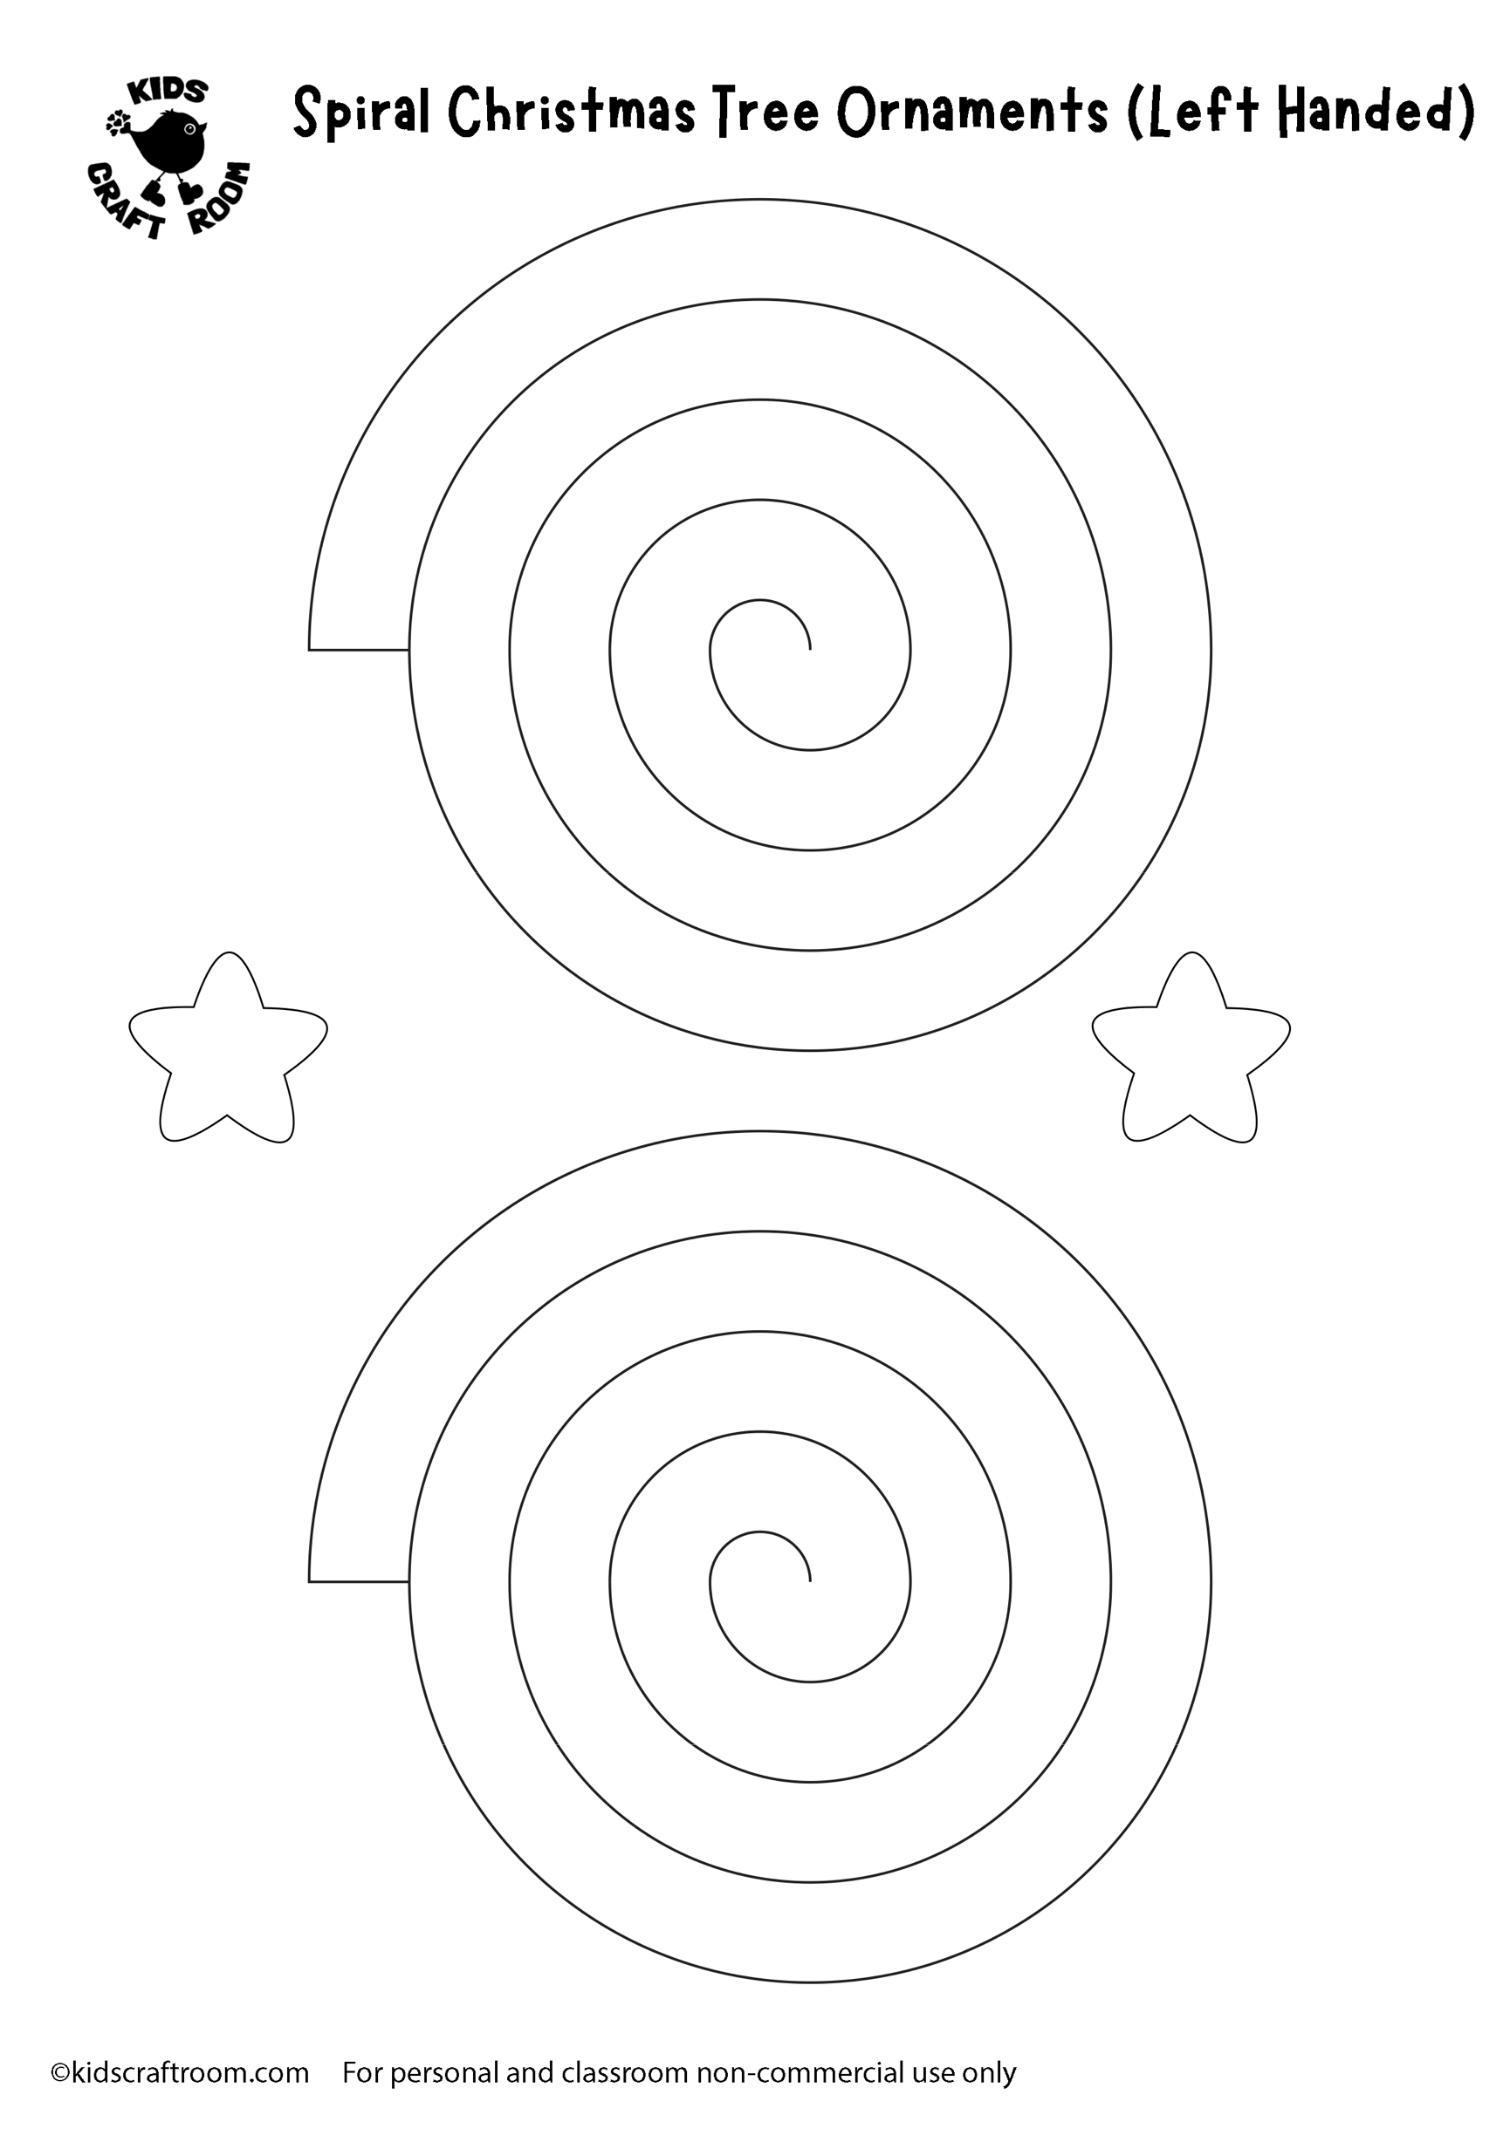 KIDS
CRAFT ROOM
Spiral Christmas Tree Ornaments (Left Handed)
©kidscraftroom.com For personal and classroom non-commercial use only